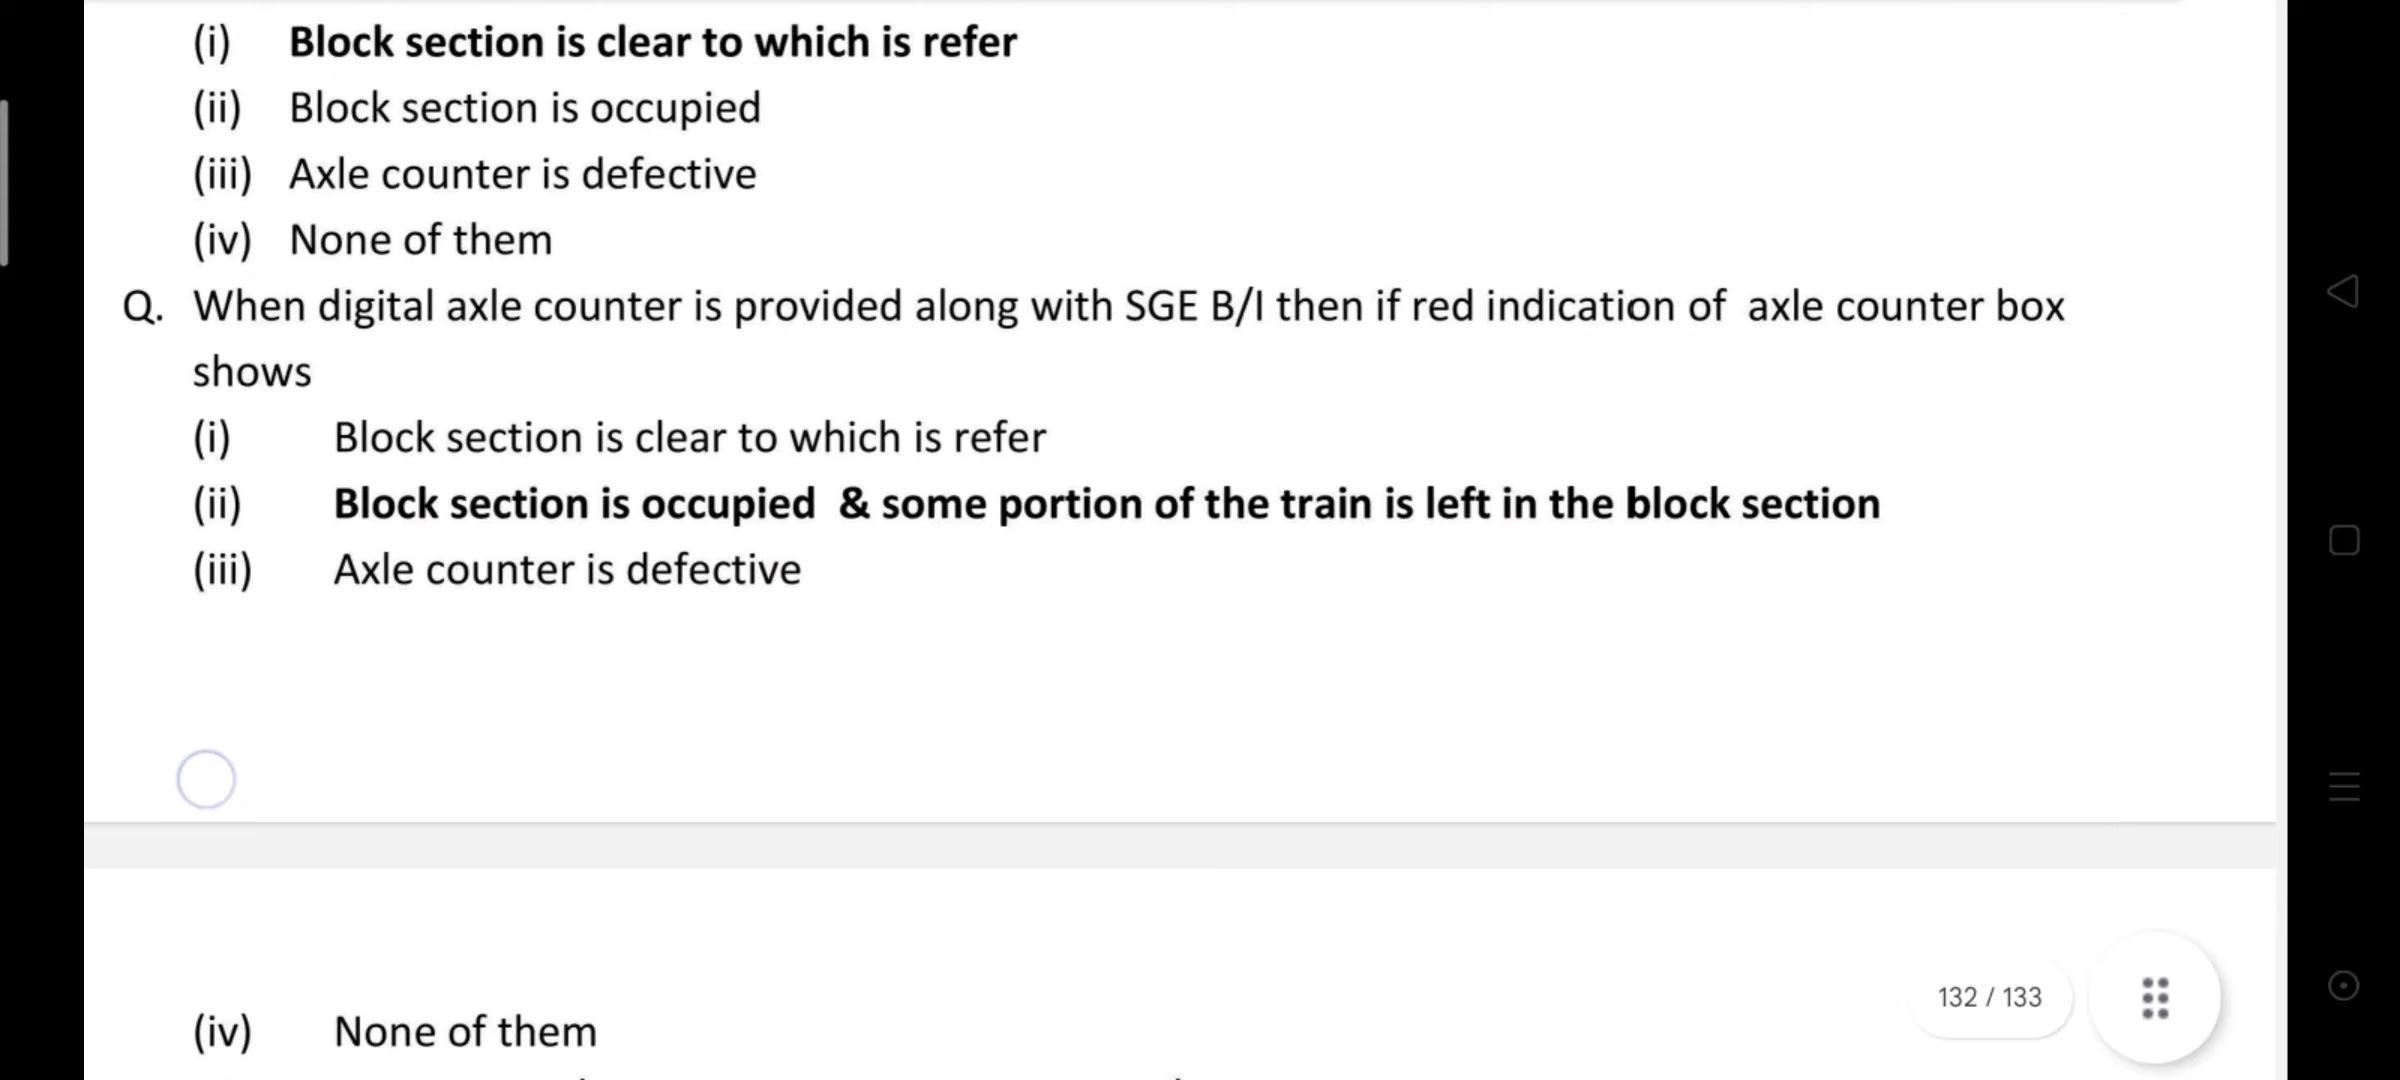 (i) Block section is clear to which is refer
(ii) Block section is occupied
(iii) Axle counter is defective
(iv) None of them
Q. When digital axle counter is provided along with SGE B/I then if red indication of axle counter box
shows
(i) Block section is clear to which is refer
(ii) Block section is occupied & some portion of the train is left in the block section
(iii) Axle counter is defective
132 / 133
(iv) None of them